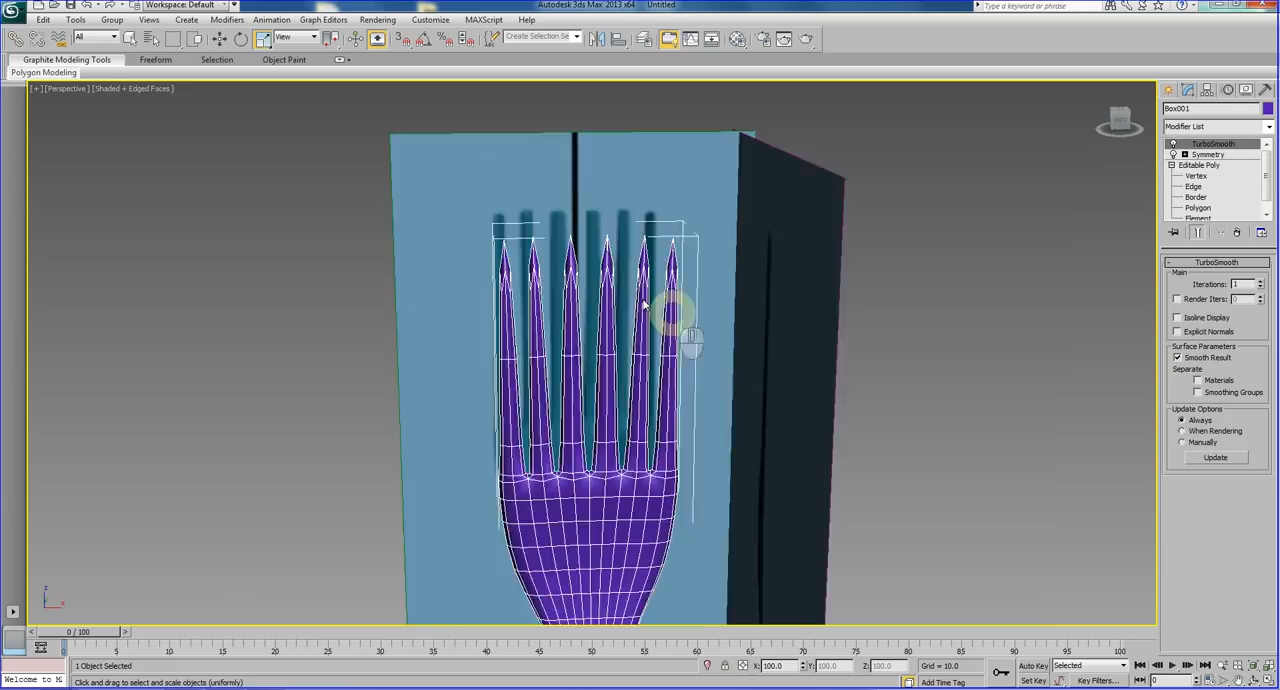 Workspace: Default
Autodesk 3ds Max 2013 x64 Untitled
Type a keyword or phrase
Edit Tools Group Views Create Modifiers Animation Graph Editors Rendering Customize MAXScript Help
All View Create Selection Se
Graphite Modeling Tools Freeform Selection Object Paint
Polygon Modeling
[+] [Perspective] [Shaded + Edged Faces]
Box001
Modifier List
TurboSmooth
Symmetry
Editable Poly
Vertex
Edge
Border
Polygon
Element
TurboSmooth
Main
Iterations: 1
Render Iters: 0
Isoline Display
Explicit Normals
Surface Parameters
Smooth Result
Separate
Materials
Smoothing Groups
Update Options
Always
When Rendering
Manually
Update
z
x
0 / 100
0 5 10 15 20 25 30 35 40 45 50 55 60 65 70 75 80 85 90 95 100
1 Object Selected X: 100.0 Y: 100.0 Z: 100.0 Grid = 10.0 Auto Key Selected
Welcome to M Click and drag to select and scale objects (uniformly) Add Time Tag Set Key Key Filters... 0